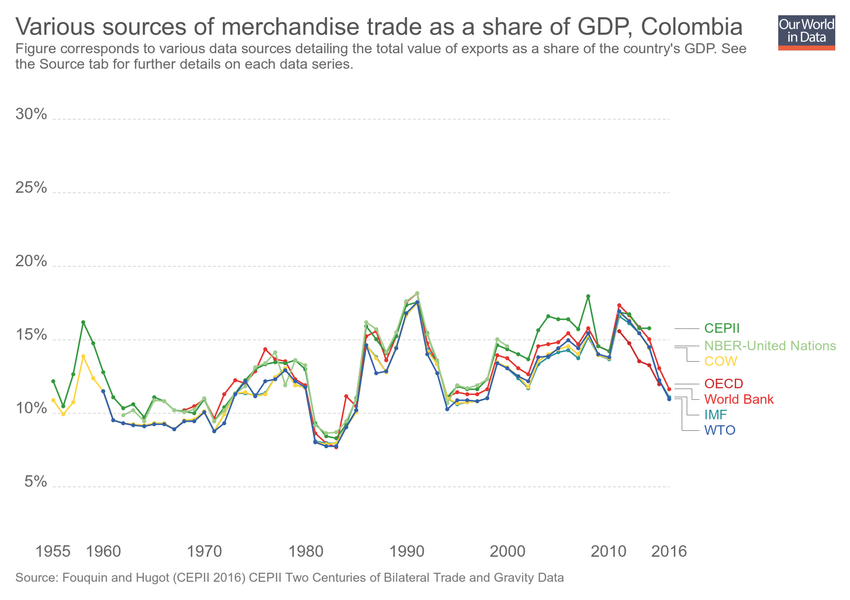 Various sources of merchandise trade as a share of GDP, Colombia
Our World
in Data
Figure corresponds to various data sources detailing the total value of exports as a share of the country's GDP. See
the Source tab for further details on each data series.
30%
25%
20%
15%
10%
5%
CEPII
NBER-United Nations
COW
OECD
World Bank
IMF
WTO
1955 1960 1970 1980 1990 2000 2010 2016
Source: Fouquin and Hugot (CEPII 2016) CEPII Two Centuries of Bilateral Trade and Gravity Data